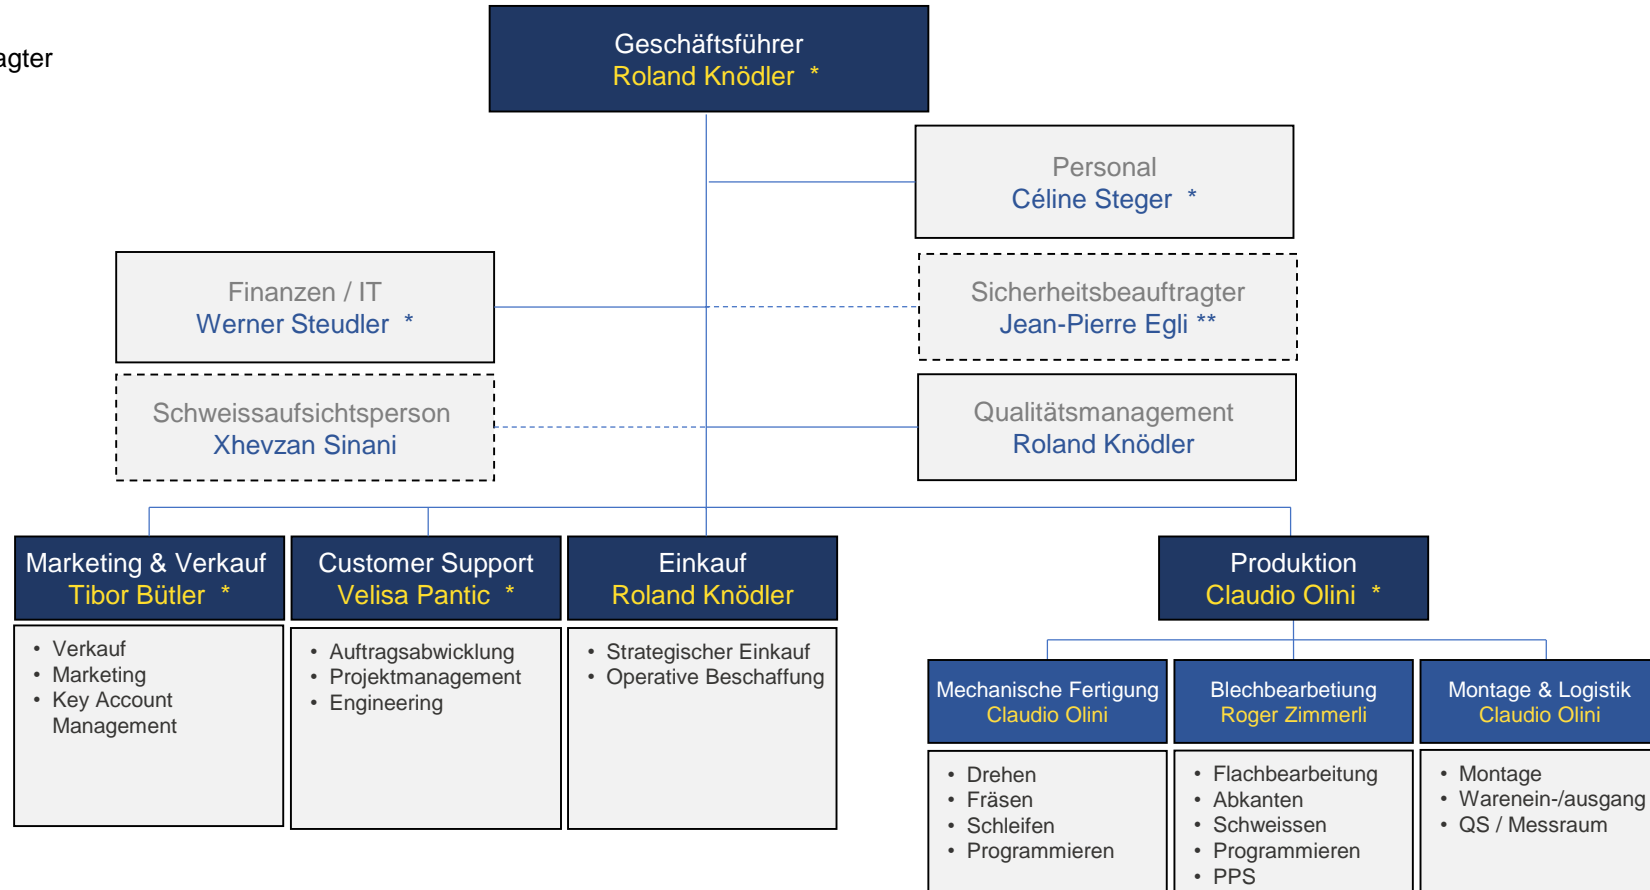 Geschäftsführer
Roland Knödler *
Personal
Céline Steger *
Finanzen / IT
Werner Steudler *
Sicherheitsbeauftragter
Jean-Pierre Egli **
Schweissaufsichtsperson
Xhevzan Sinani
Qualitätsmanagement
Roland Knödler
Marketing & Verkauf
Tibor Bütler *
• Verkauf
• Marketing
• Key Account
Management
Customer Support
Velisa Pantic *
• Auftragsabwicklung
• Projektmanagement
• Engineering
Einkauf
Roland Knödler
• Strategischer Einkauf
• Operative Beschaffung
Produktion
Claudio Olini *
Mechanische Fertigung
Claudio Olini
• Drehen
• Fräsen
• Schleifen
• Programmieren
Blechbearbetiung
Roger Zimmerli
• Flachbearbeitung
• Abkanten
• Schweissen
• Programmieren
• PPS
Montage & Logistik
Claudio Olini
• Montage
• Warenein-/ausgang
• QS / Messraum